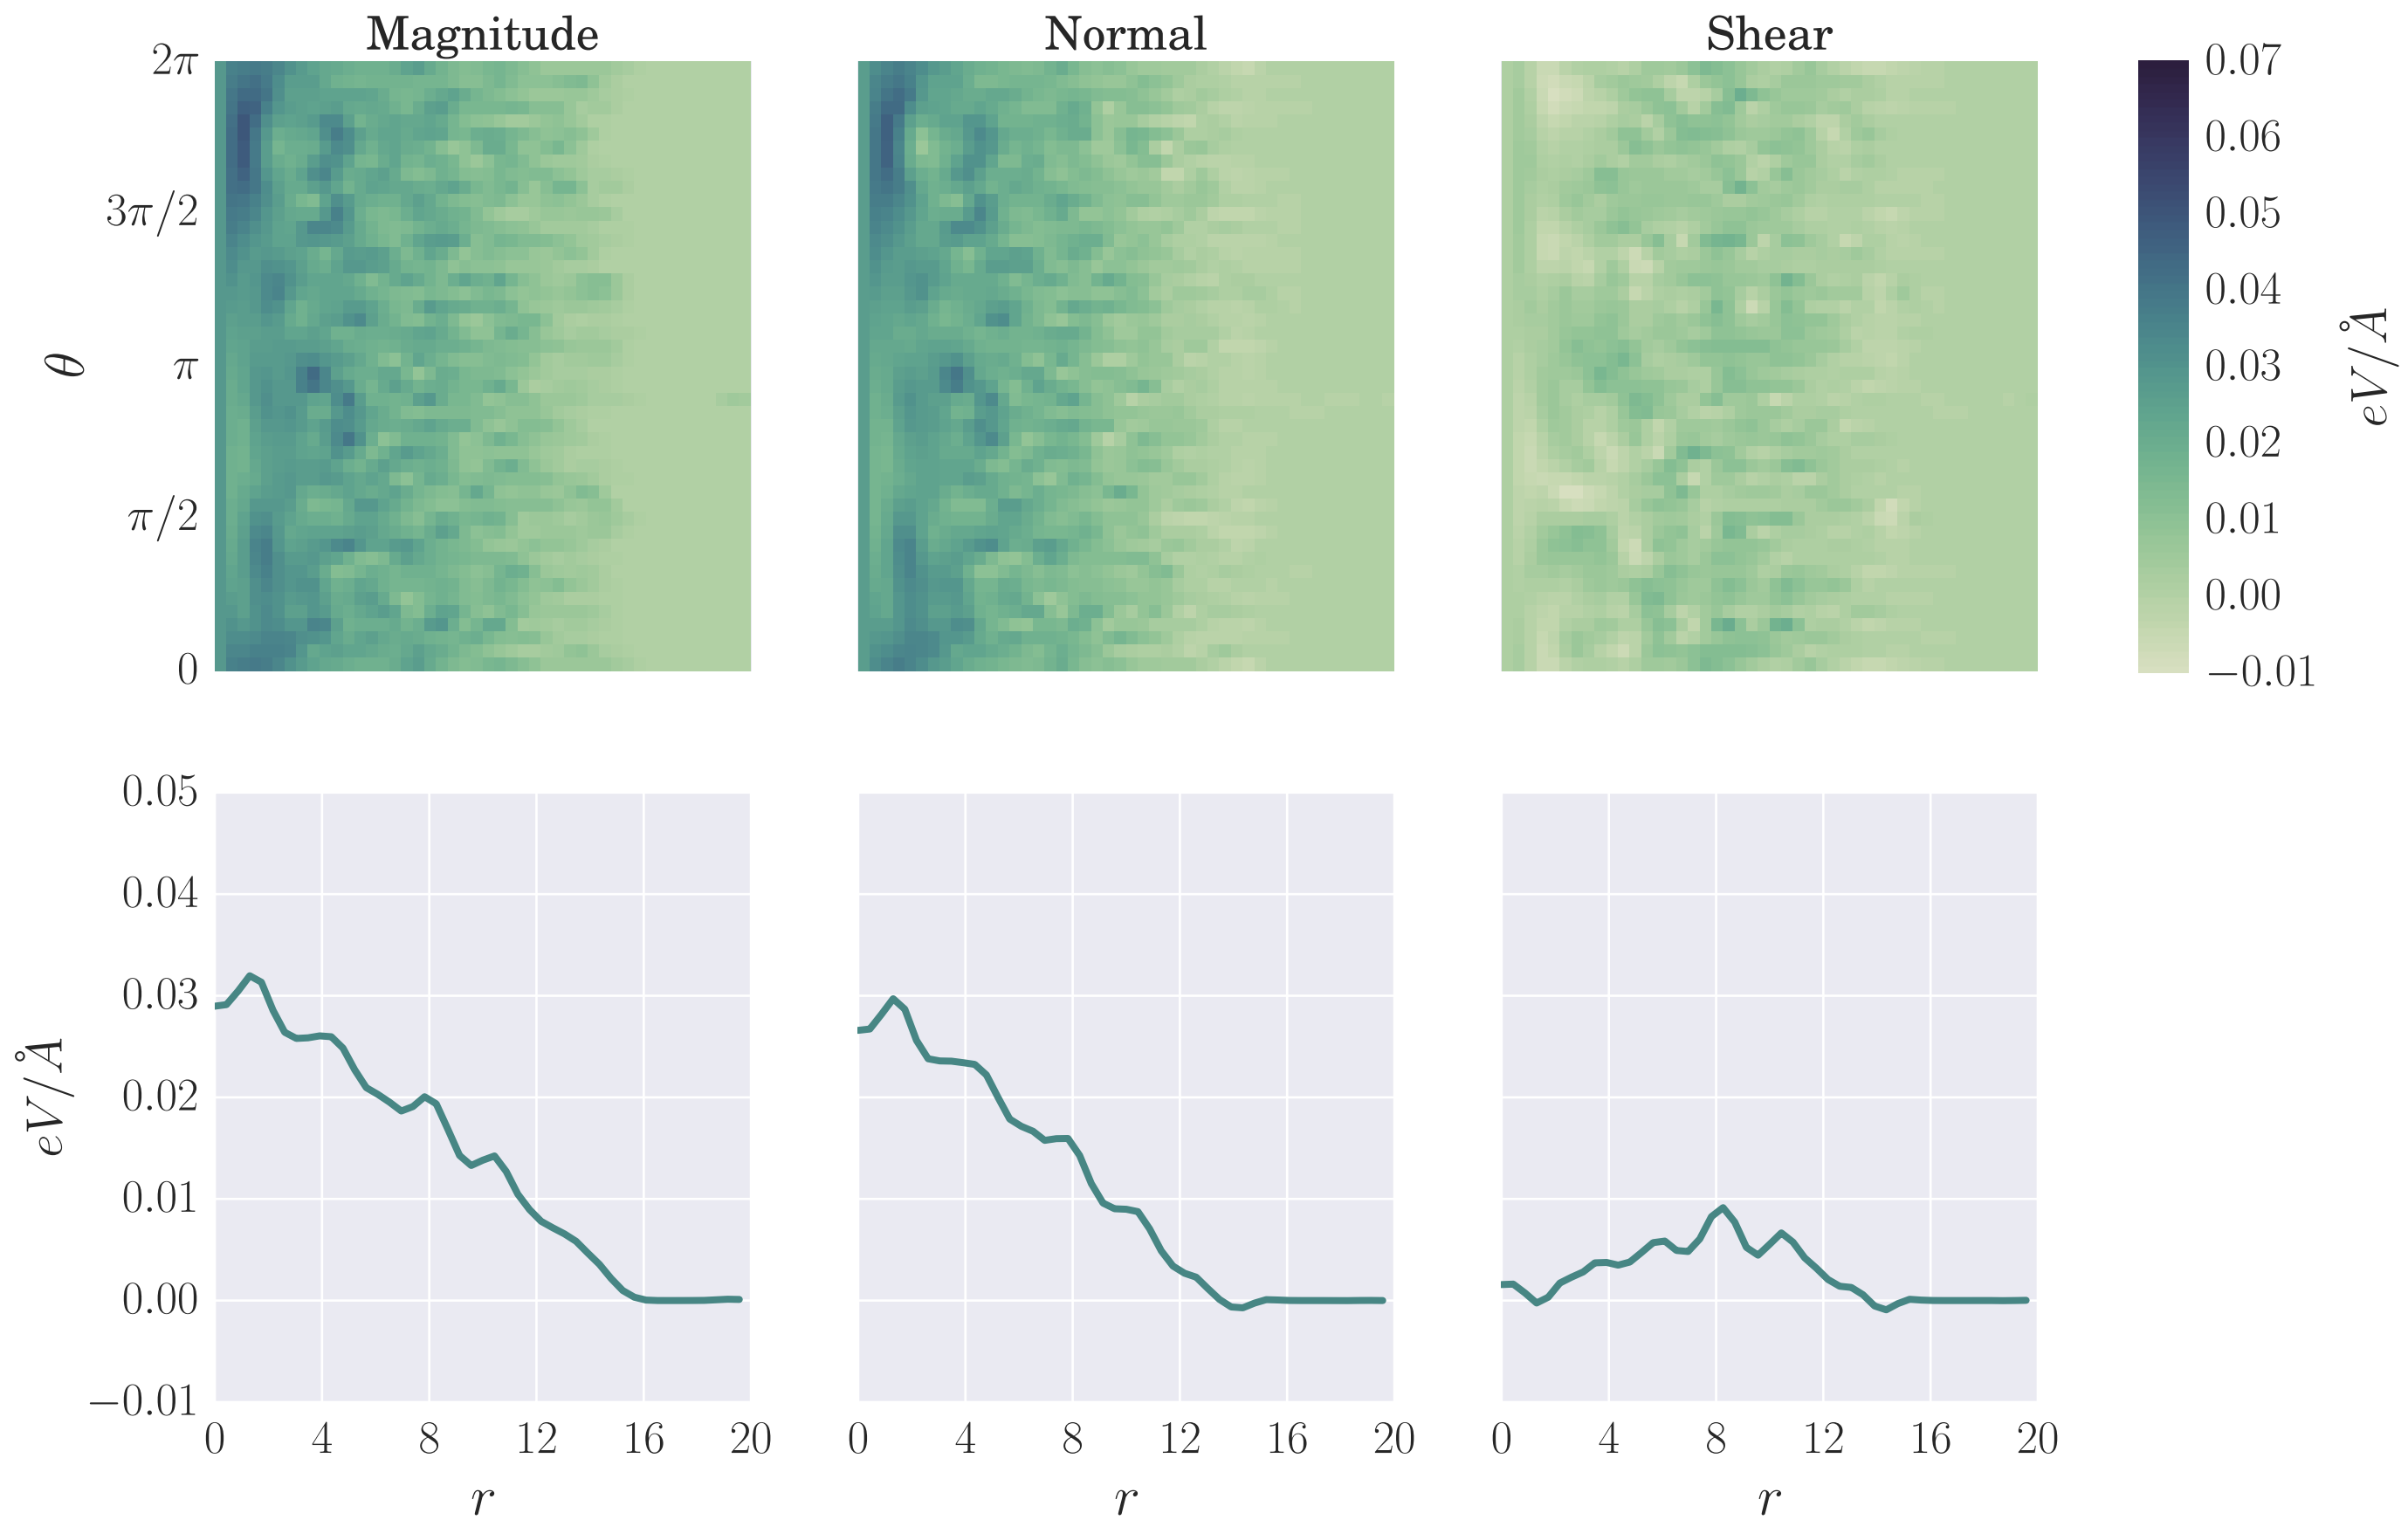 Magnitude Normal Shear
2π
3π/2
π
π/2
0
θ
0.07
0.06
0.05
0.04
0.03
0.02
0.01
0.00
−0.01
eV/Å
0.05
0.04
0.03
0.02
0.01
0.00
−0.01
eV/Å
0 4 8 12 16 20 0 4 8 12 16 20 0 4 8 12 16 20
r r r